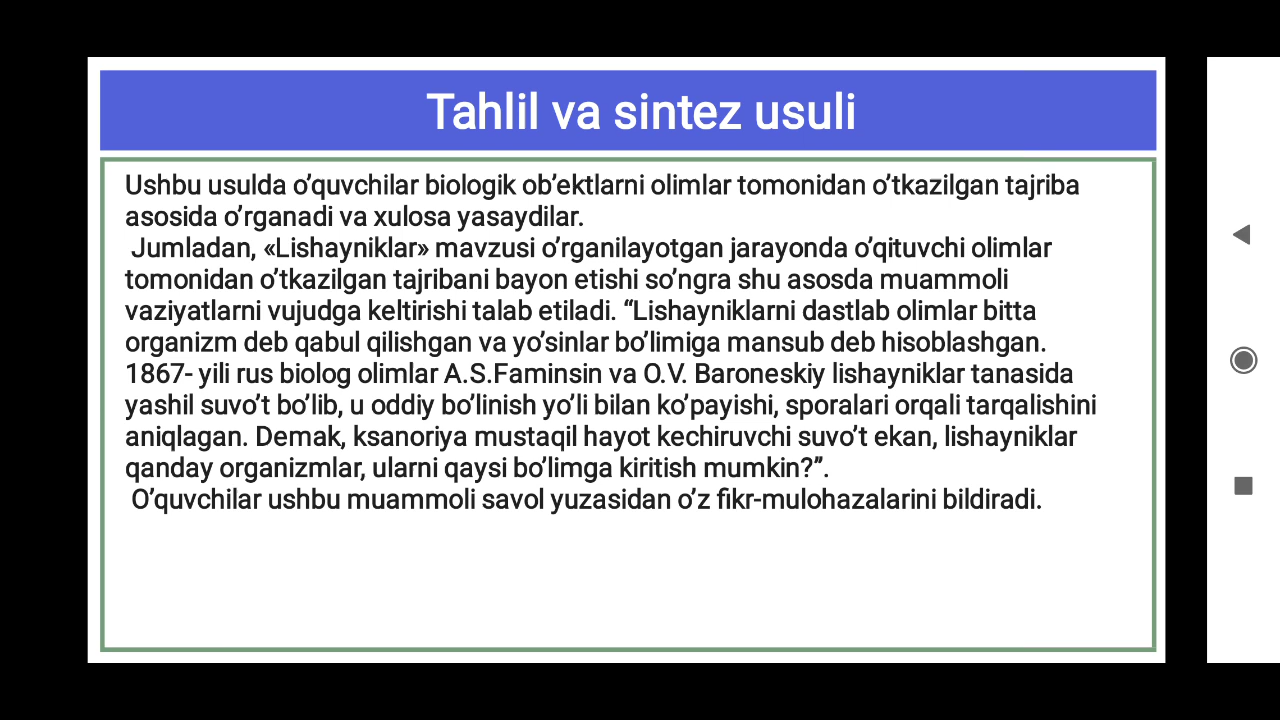 Tahlil va sintez usuli
Ushbu usulda o’quvchilar biologik ob’ektlarni olimlar tomonidan o’tkazilgan tajriba
asosida o’rganadi va xulosa yasaydilar.
Jumladan, «Lishayniklar» mavzusi o’rganilayotgan jarayonda o’qituvchi olimlar
tomonidan o’tkazilgan tajribani bayon etishi so’ngra shu asosda muammoli
vaziyatlarni vujudga keltirishi talab etiladi. “Lishayniklarni dastlab olimlar bitta
organizm deb qabul qilishgan va yo’sinlar bo’limiga mansub deb hisoblashgan.
1867- yili rus biolog olimlar A.S.Faminsin va O.V. Baroneskiy lishayniklar tanasida
yashil suvo’t bo’lib, u oddiy bo’linish yo’li bilan ko’payishi, sporalari orqali tarqalishini
aniqlagan. Demak, ksanoriya mustaqil hayot kechiruvchi suvo’t ekan, lishayniklar
qanday organizmlar, ularni qaysi bo’limga kiritish mumkin?”.
O’quvchilar ushbu muammoli savol yuzasidan o’z fikr-mulohazalarini bildiradi.